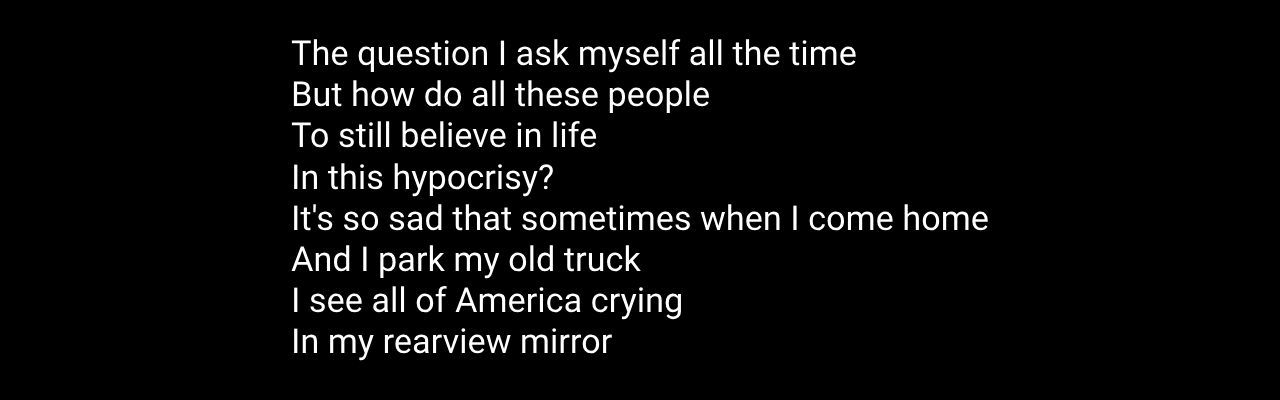 The question I ask myself all the time
But how do all these people
To still believe in life
In this hypocrisy?
It's so sad that sometimes when I come home
And I park my old truck
I see all of America crying
In my rearview mirror